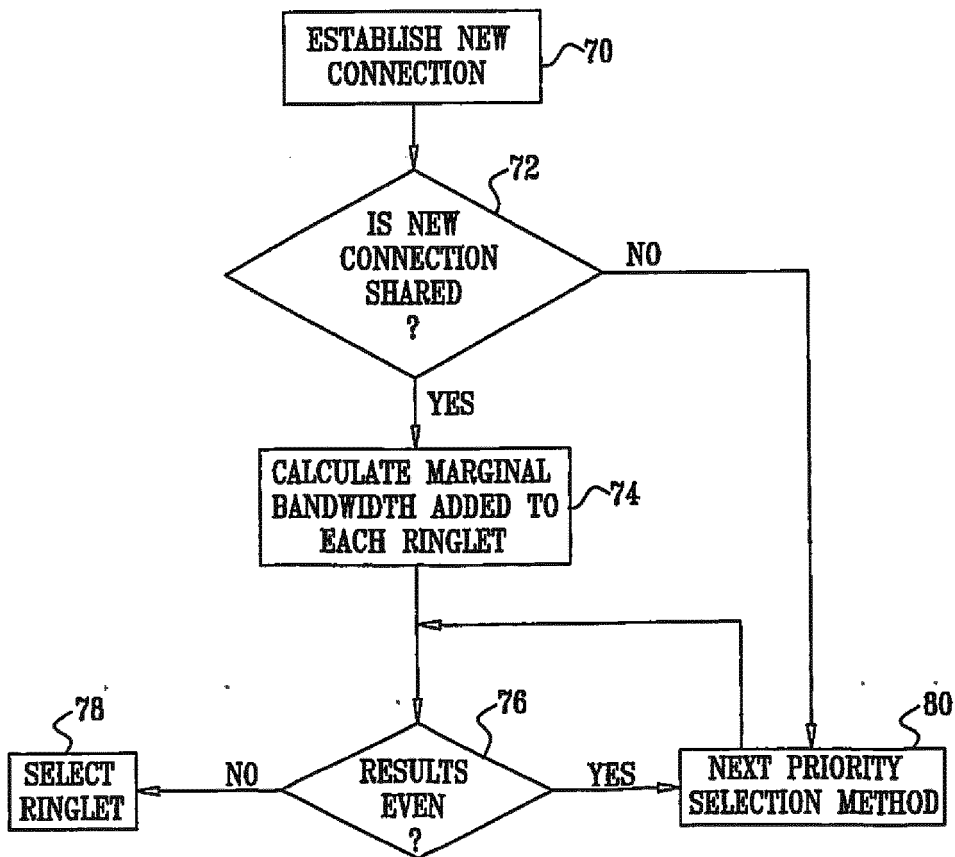 ESTABLISH NEW
CONNECTION
70
72
IS NEW
CONNECTION
SHARED
?
NO
YES
CALCULATE MARGINAL
BANDWIDTH ADDED TO
EACH RINGLET
74
78
SELECT
RINGLET
NO
76
RESULTS
EVEN
?
YES
80
NEXT PRIORITY
SELECTION METHOD